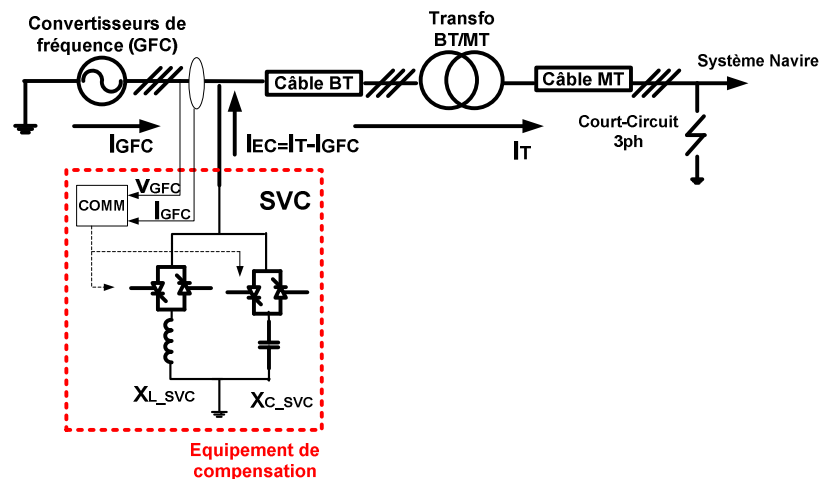 Convertisseurs de
fréquence (GFC)
Transfo
BT/MT
Système Navire
Câble BT
Câble MT
Court-Circuit
3ph
IGFC
IEC=IT-IGFC
IT
VGFC
IGFC
COMM
SVC
XL_SVC
XC_SVC
Equipement de
compensation